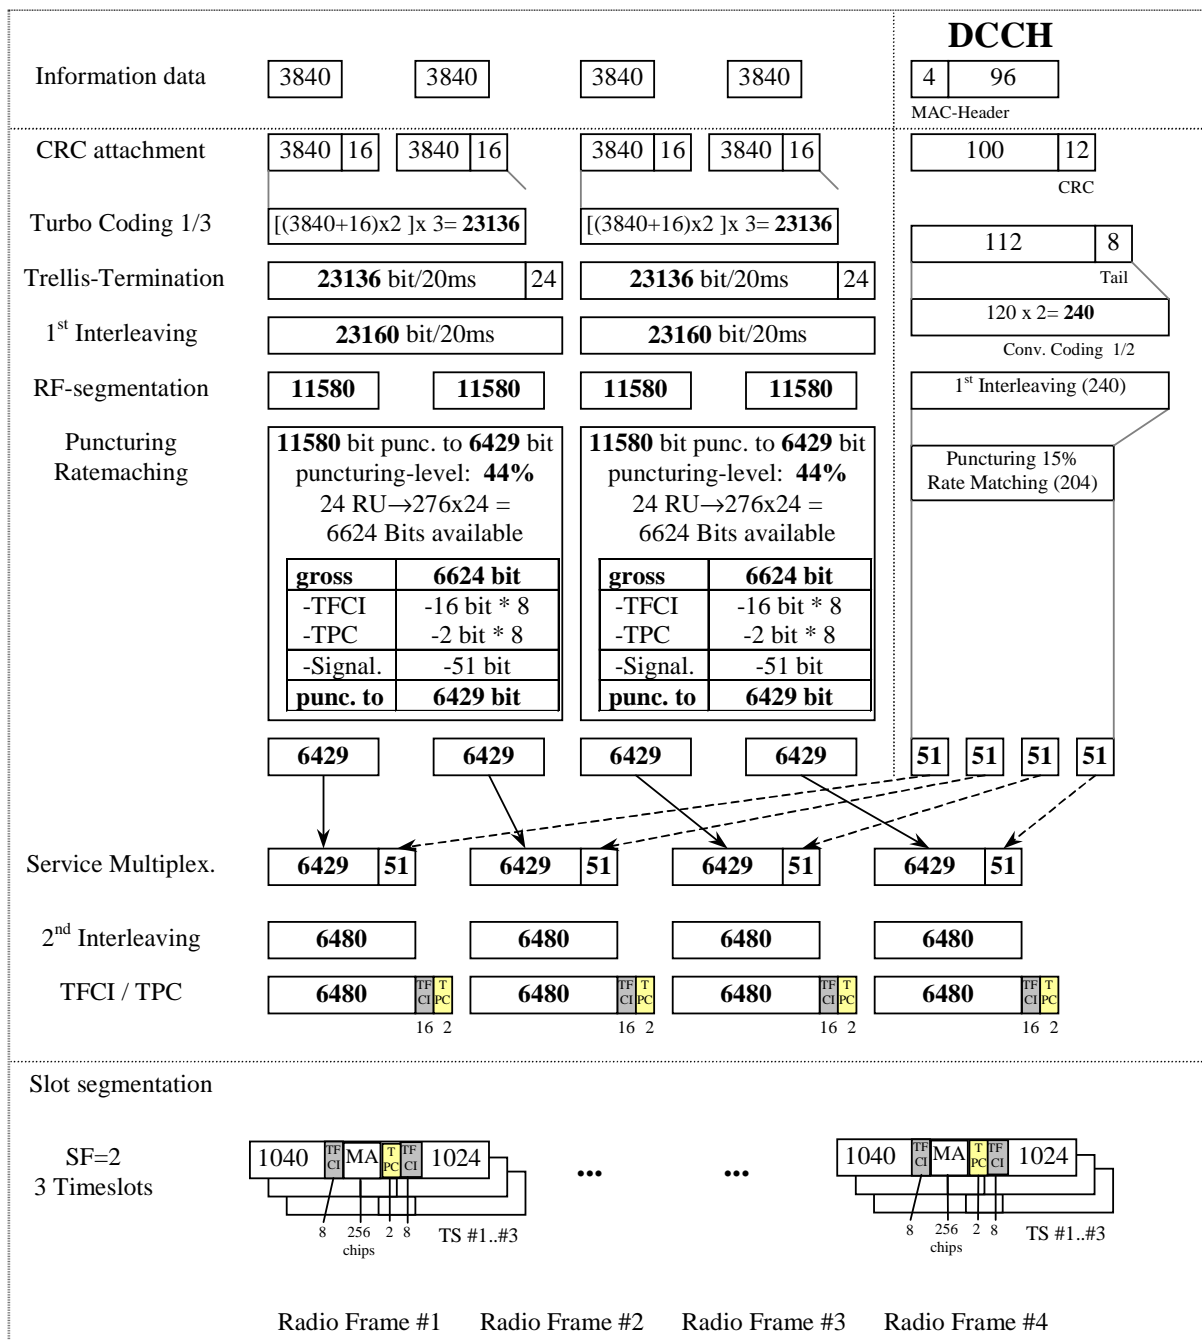 DCCH
Information data 3840 3840 3840 3840 4 96
MAC-Header
CRC attachment 3840 16 3840 16 3840 16 3840 16 100 12
CRC
Turbo Coding 1/3 [(3840+16)x2 ]x 3= 23136 [(3840+16)x2 ]x 3= 23136
112 8
Trellis-Termination 23136 bit/20ms 24 23136 bit/20ms 24 Tail
120 x 2= 240
1st Interleaving 23160 bit/20ms 23160 bit/20ms
Conv. Coding 1/2
RF-segmentation 11580 11580 11580 11580 1st Interleaving (240)
Puncturing
Ratemaching
11580 bit punc. to 6429 bit
puncturing-level: 44%
24 RU→276x24 =
6624 Bits available
gross 6624 bit
-TFCI -16 bit * 8
-TPC -2 bit * 8
-Signal. -51 bit
punc. to 6429 bit
11580 bit punc. to 6429 bit
puncturing-level: 44%
24 RU→276x24 =
6624 Bits available
gross 6624 bit
-TFCI -16 bit * 8
-TPC -2 bit * 8
-Signal. -51 bit
punc. to 6429 bit
Puncturing 15%
Rate Matching (204)
6429 6429 6429 6429 51 51 51 51
Service Multiplex. 6429 51 6429 51 6429 51 6429 51
2nd Interleaving 6480 6480 6480 6480
TFCI / TPC 6480 TF CI T PC 6480 TF CI T PC 6480 TF CI T PC 6480 TF CI T PC
16 2 16 2 16 2 16 2
Slot segmentation
SF=2
3 Timeslots
1040 TF CI MA T PC TF CI 1024 ... ... 1040 TF CI MA T PC TF CI 1024
8 256 2 8 TS #1..#3 8 256 2 8 TS #1..#3
chips chips
Radio Frame #1 Radio Frame #2 Radio Frame #3 Radio Frame #4